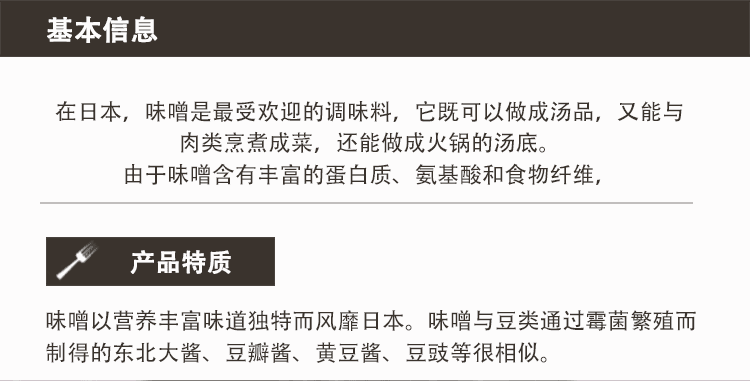 基本信息
在日本，味噌是最受欢迎的调味料，它既可以做成汤品，又能与
肉类烹煮成菜，还能做成火锅的汤底。
由于味噌含有丰富的蛋白质、氨基酸和食物纤维，
产品特质
味噌以营养丰富味道独特而风靡日本。味噌与豆类通过霉菌繁殖而
制得的东北大酱、豆瓣酱、黄豆酱、豆豉等很相似。